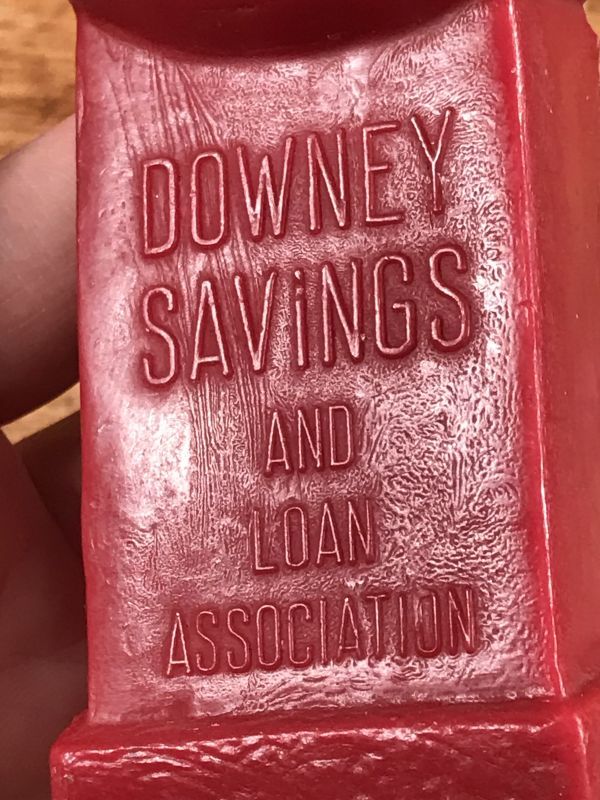 DOWNEY
SAViNGS
AND
LOAN
ASSOCIATION